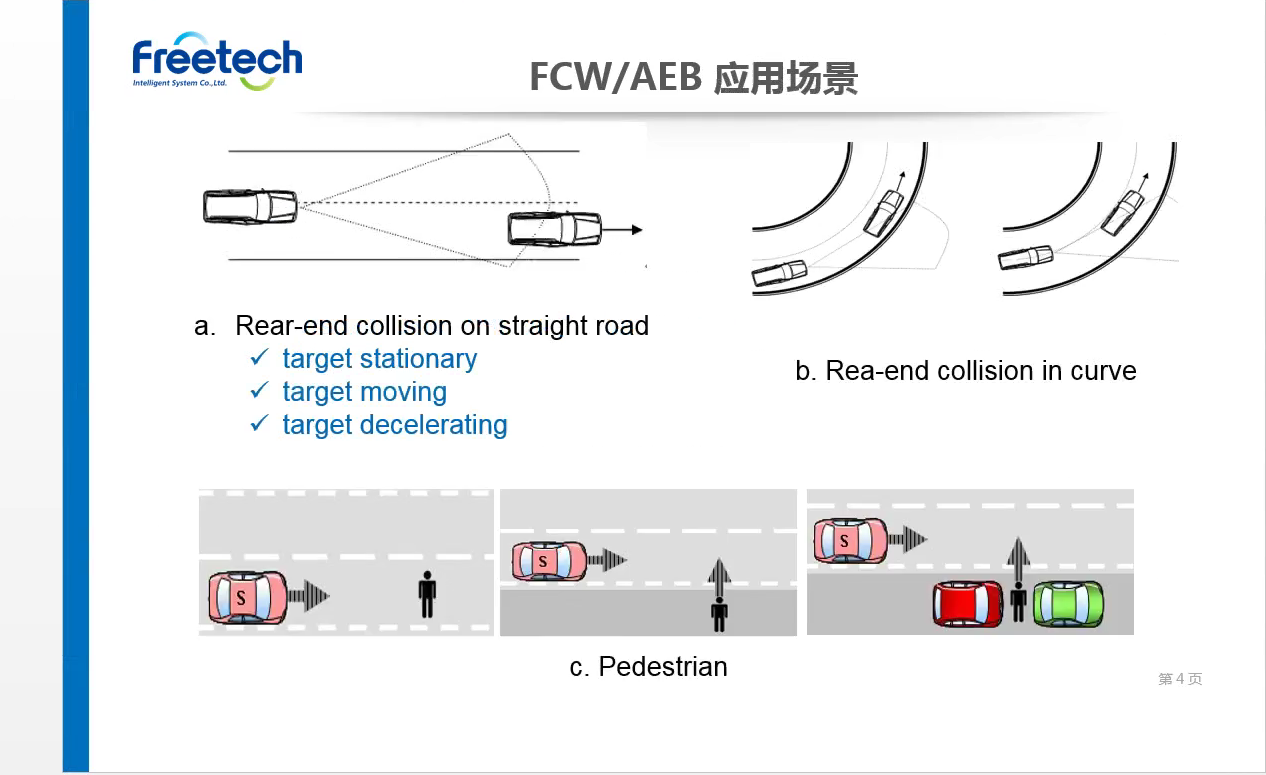 Freetech
Intelligent System Co.,Ltd.
FCW/AEB 应用场景
a. Rear-end collision on straight road
✓ target stationary
✓ target moving
✓ target decelerating
b. Rea-end collision in curve
S
S
S
c. Pedestrian
第 4 页